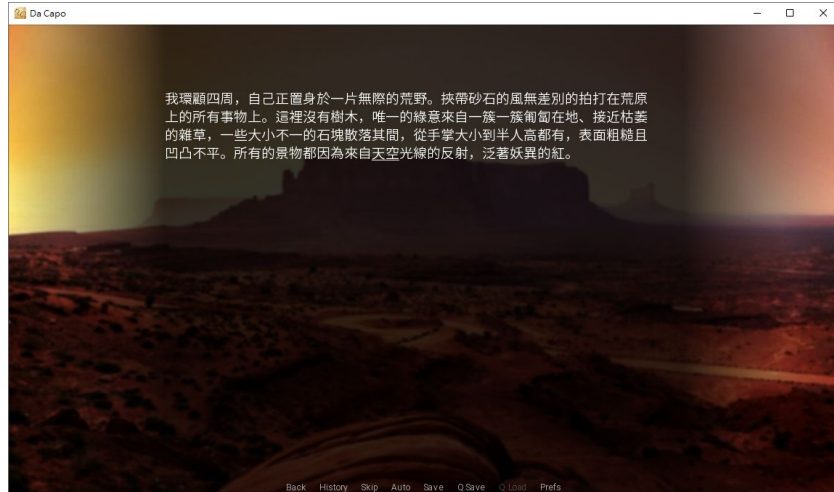 Da Capo
我環顧四周，自己正置身於一片無際的荒野。挾帶砂石的風無差別的拍打在荒原
上的所有事物上。這裡沒有樹木，唯一的綠意來自一簇一簇匍匐在地、接近枯萎
的雜草，一些大小不一的石塊散落其間，從手掌大小到半人高都有，表面粗糙且
凹凸不平。所有的景物都因為來自天空光線的反射，泛著妖異的紅。
Back History Skip Auto Save Q.Save Q.Load Prefs